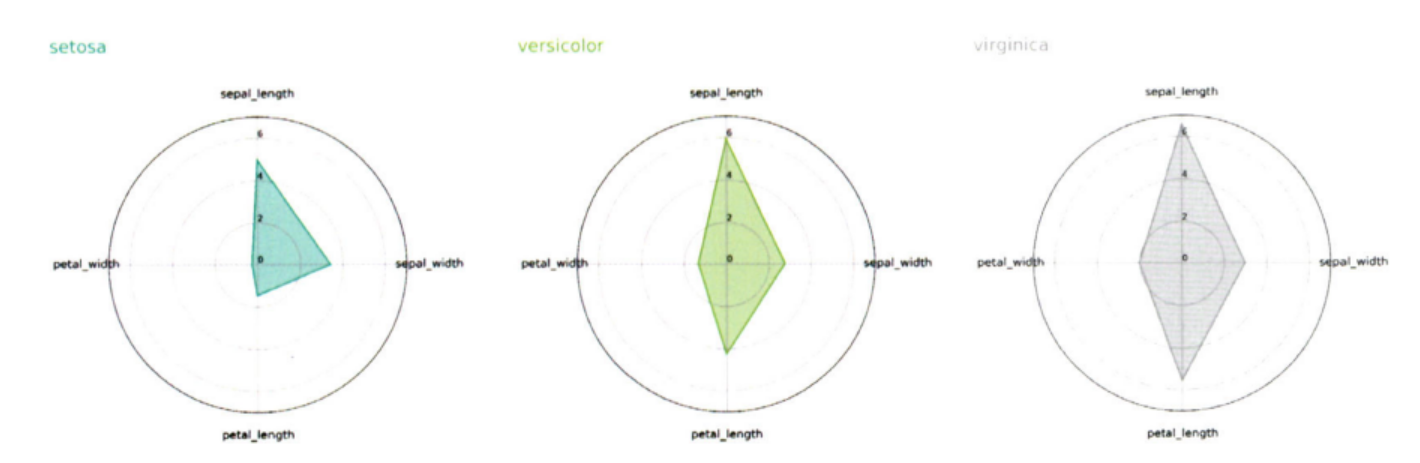 setosa
sepal_length
6
4
2
0
petal_width
sepal_width
petal_length
versicolor
sepal_length
6
4
2
0
petal_width
sepal_width
petal_length
virginica
sepal_length
6
4
2
0
petal_width
sepal_width
petal_length